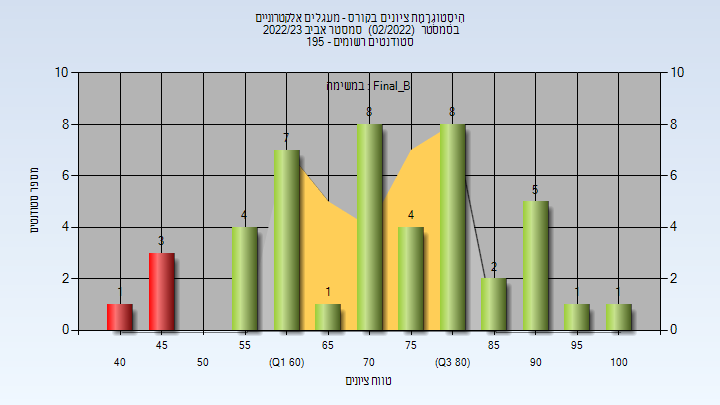 היסטוגרמת ציונים בקורס - מעגלים אלקטרוניים
בסמסטר (02/2022) סמסטר אביב 2022/23
סטודנטים רשומים - 195
במשימה : Final_B
מספר סטודנטים
10 10
8 8
6 6
4 4
2 2
0 0
1 3 4 7 1 8 4 8 2 5 1 1
45 55 65 75 85 95
40 50 (Q1 60) 70 (Q3 80) 90 100
טווח ציונים